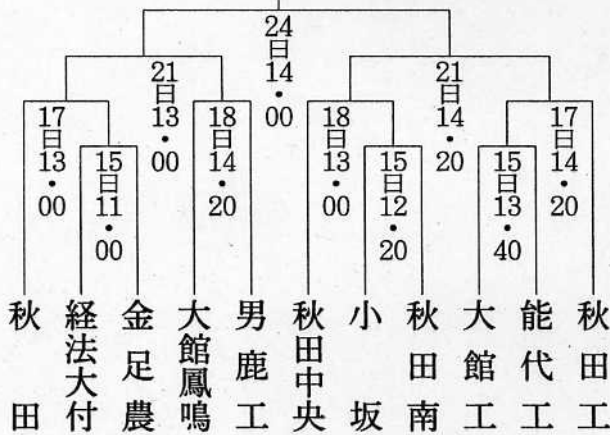 24日14・00
21日13・00
21日14・20
17日13・00
18日14・20
18日13・00
17日14・20
15日11・00
15日12・20
15日13・40
秋田
経法大付
金足農
大館鳳鳴
男鹿工
秋田中央
小坂
秋田南
大館工
能代工
秋田工